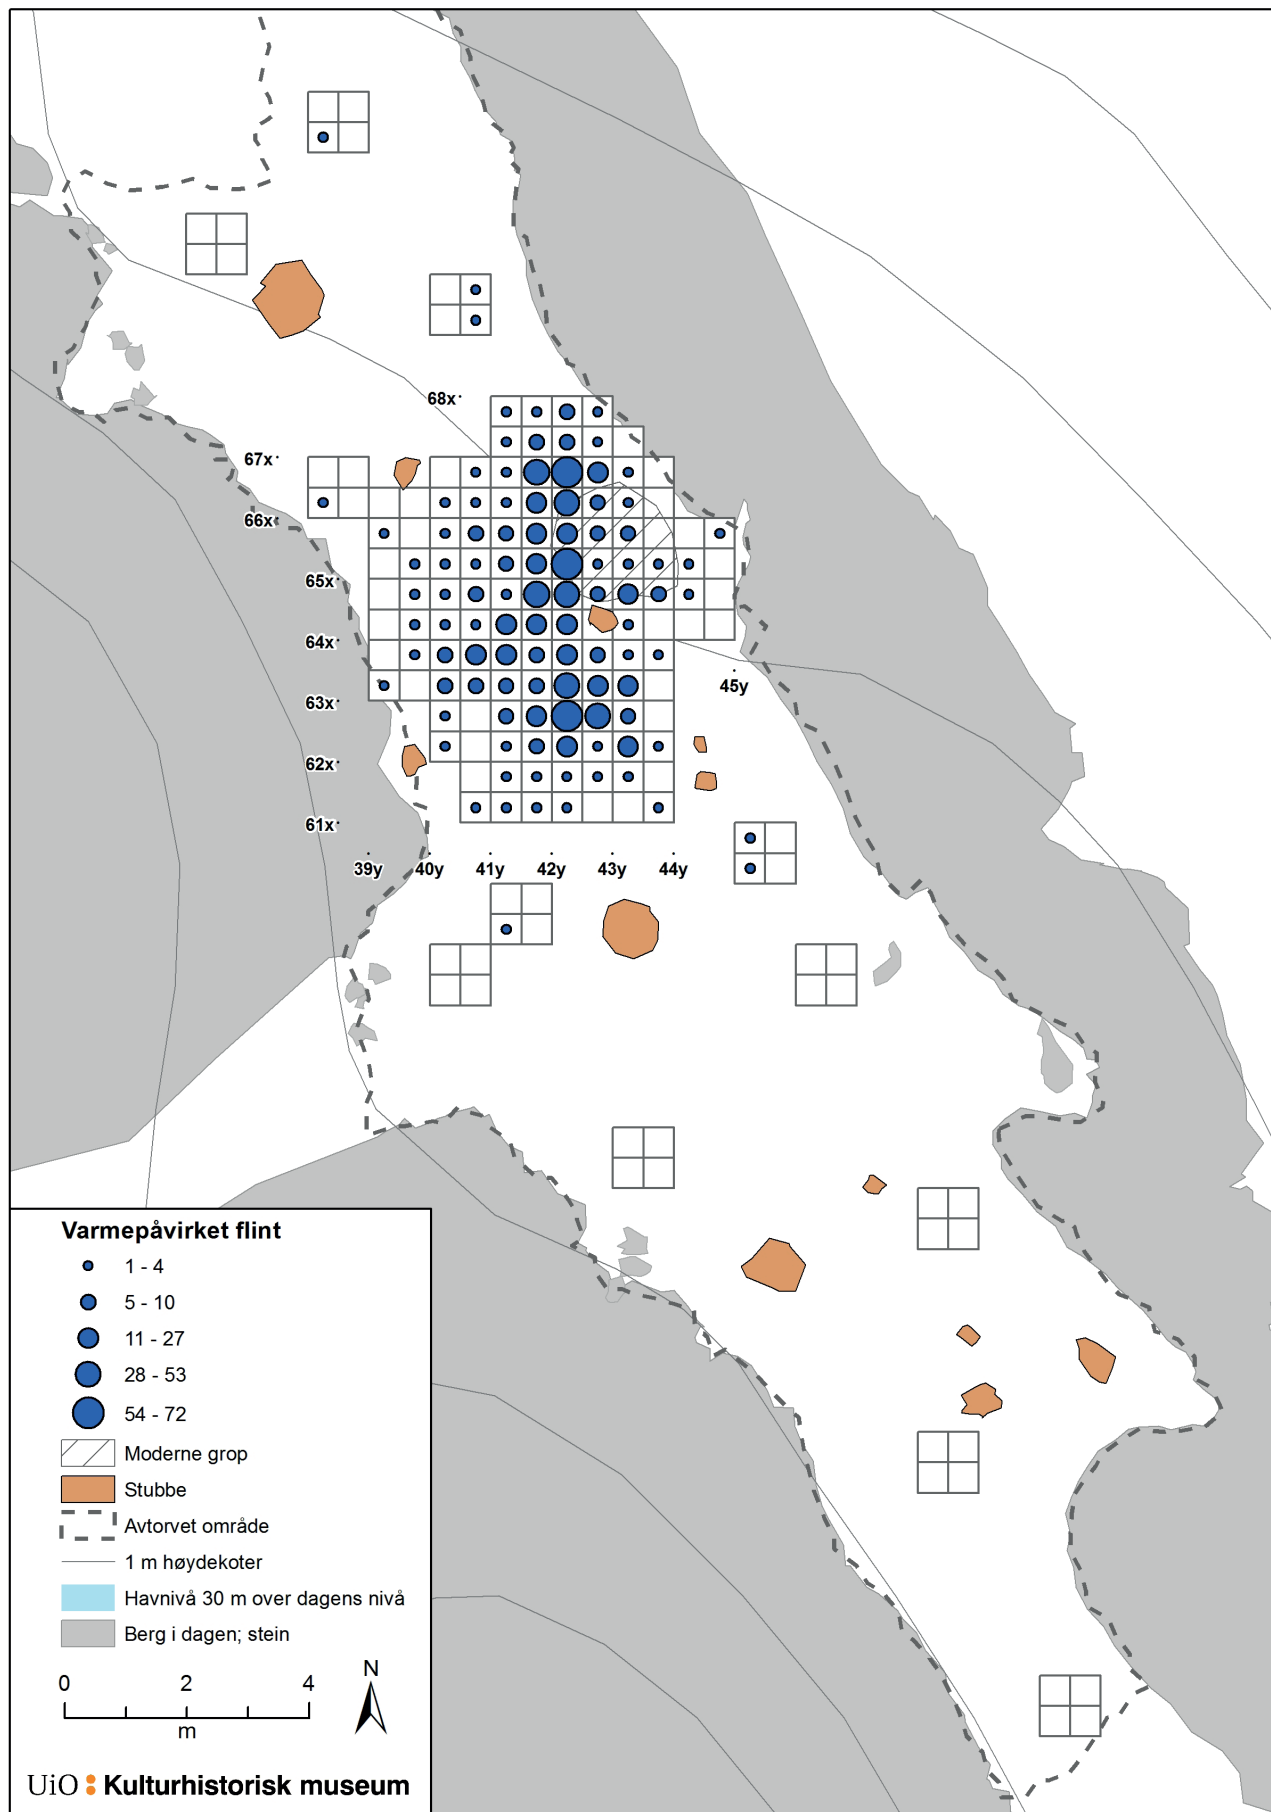 68x
67x
66x
65x
64x
63x
45y
62x
61x
39y 40y 41y 42y 43y 44y
Varmepåvirket flint
1 - 4
5 - 10
11 - 27
28 - 53
54 - 72
Moderne grop
Stubbe
Avtorvet område
1 m høydekoter
Havnivå 30 m over dagens nivå
Berg i dagen; stein
0 2 4
m
N
UiO Kulturhistorisk museum